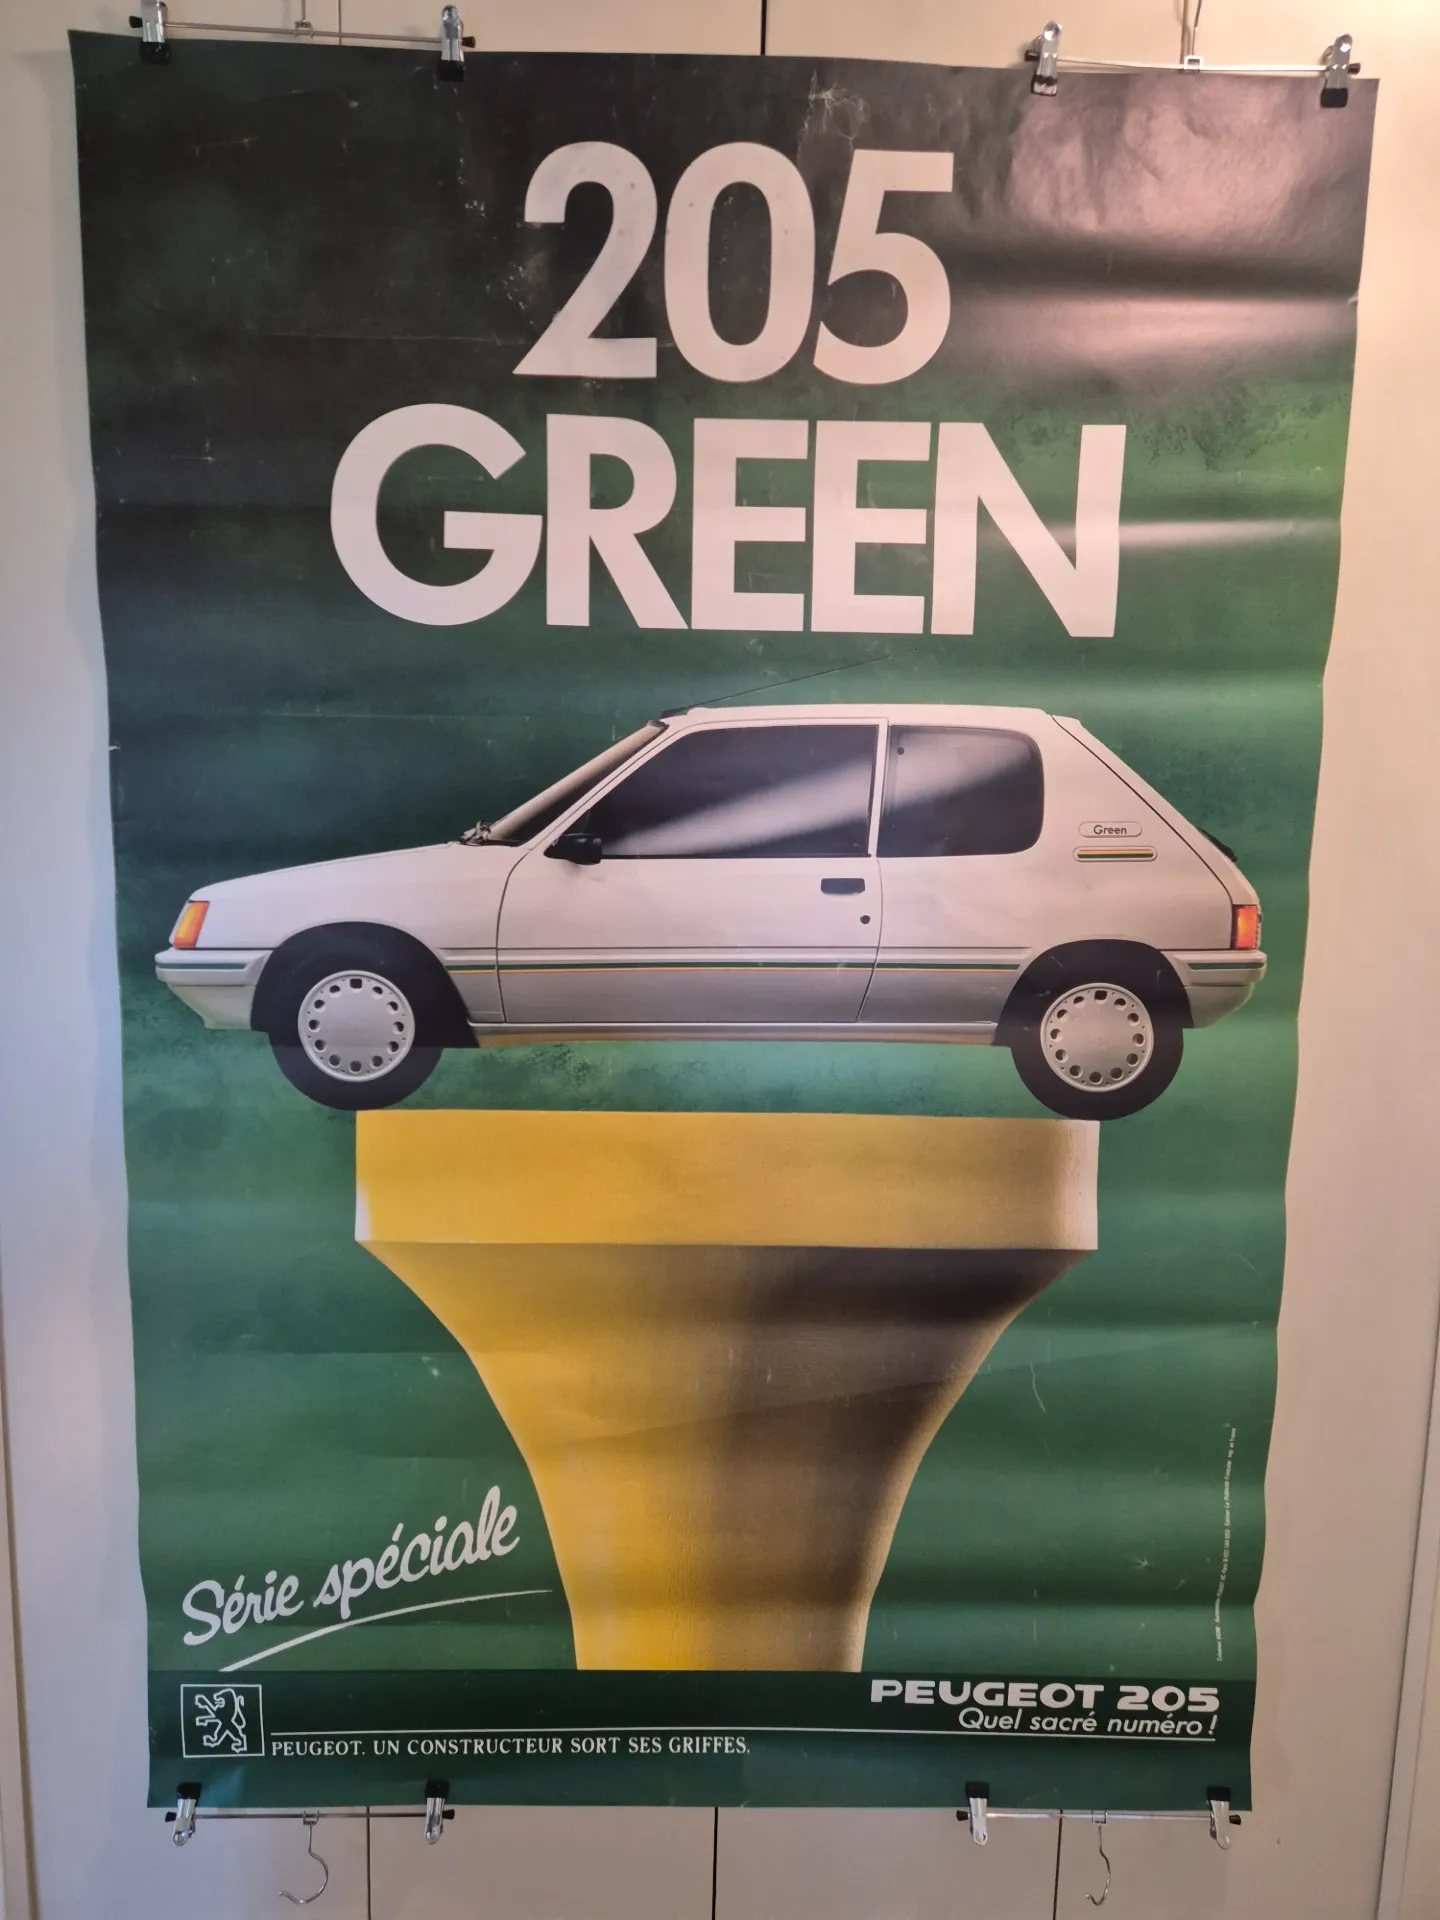 205
GREEN
Green
Série spéciale
PEUGEOT 205
Quel sacré numéro!
PEUGEOT. UN CONSTRUCTEUR SORT SES GRIFFES.